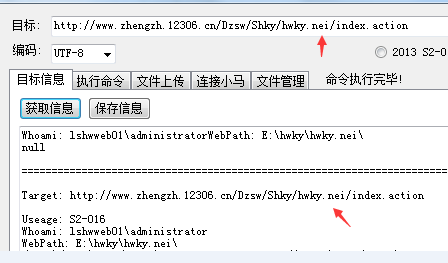 目标: http://www.zhengzh.12306.cn/Dzsw/Shky/hwky.nei/index.action
编码: UTF-8 2013 S2-0
目标信息 执行命令 文件上传 连接小马 文件管理 命令执行完毕!
获取信息 保存信息
Whoami: lshwweb01\administratorWebPath: E:\hwky\hwky.nei\
null
======================================================================
Target: http://www.zhengzh.12306.cn/Dzsw/Shky/hwky.nei/index.action
Useage: S2-016
Whoami: lshwweb01\administrator
WebPath: E:\hwky\hwky.nei\